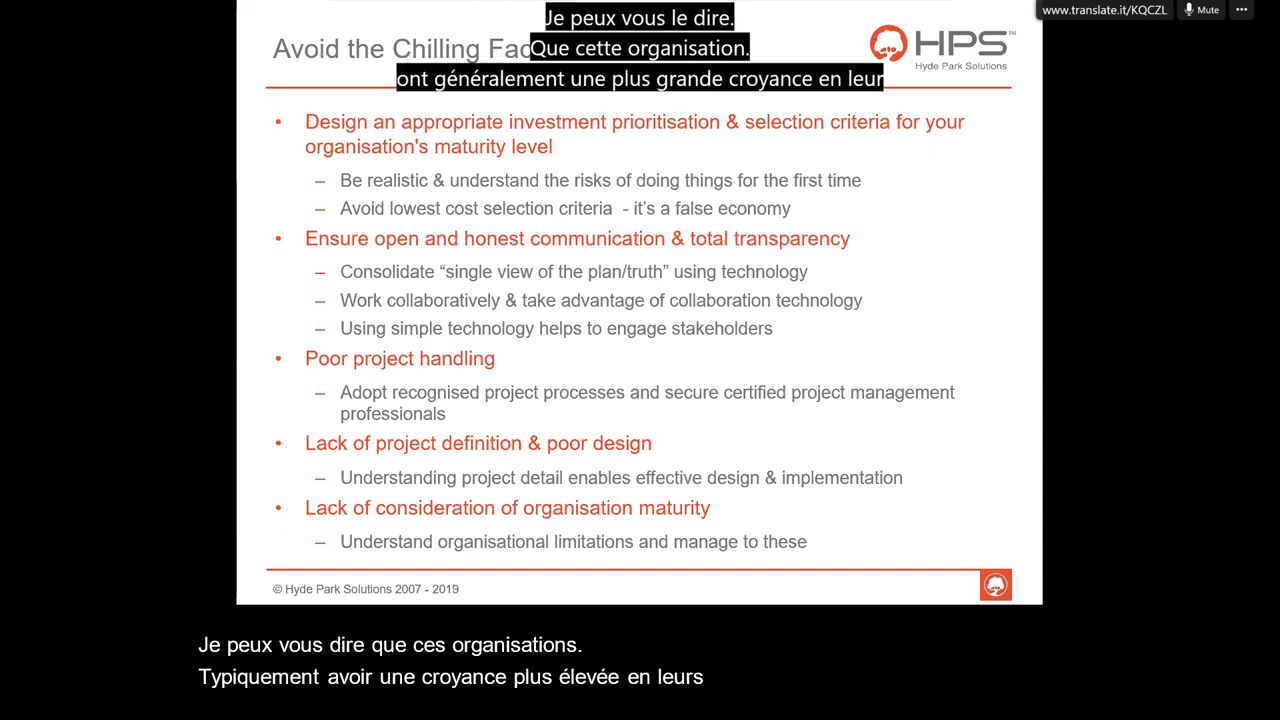 Je peux vous le dire.
Que cette organisation.
ont généralement une plus grande croyance en leur
www.translate.it/KQCZL
Mute
Avoid the Chilling
HPS™
Hyde Park Solutions
• Design an appropriate investment prioritisation & selection criteria for your
organisation's maturity level
– Be realistic & understand the risks of doing things for the first time
– Avoid lowest cost selection criteria - it’s a false economy
• Ensure open and honest communication & total transparency
– Consolidate “single view of the plan/truth” using technology
– Work collaboratively & take advantage of collaboration technology
– Using simple technology helps to engage stakeholders
• Poor project handling
– Adopt recognised project processes and secure certified project management
professionals
• Lack of project definition & poor design
– Understanding project detail enables effective design & implementation
• Lack of consideration of organisation maturity
– Understand organisational limitations and manage to these
© Hyde Park Solutions 2007 - 2019
Je peux vous dire que ces organisations.
Typiquement avoir une croyance plus élevée en leurs